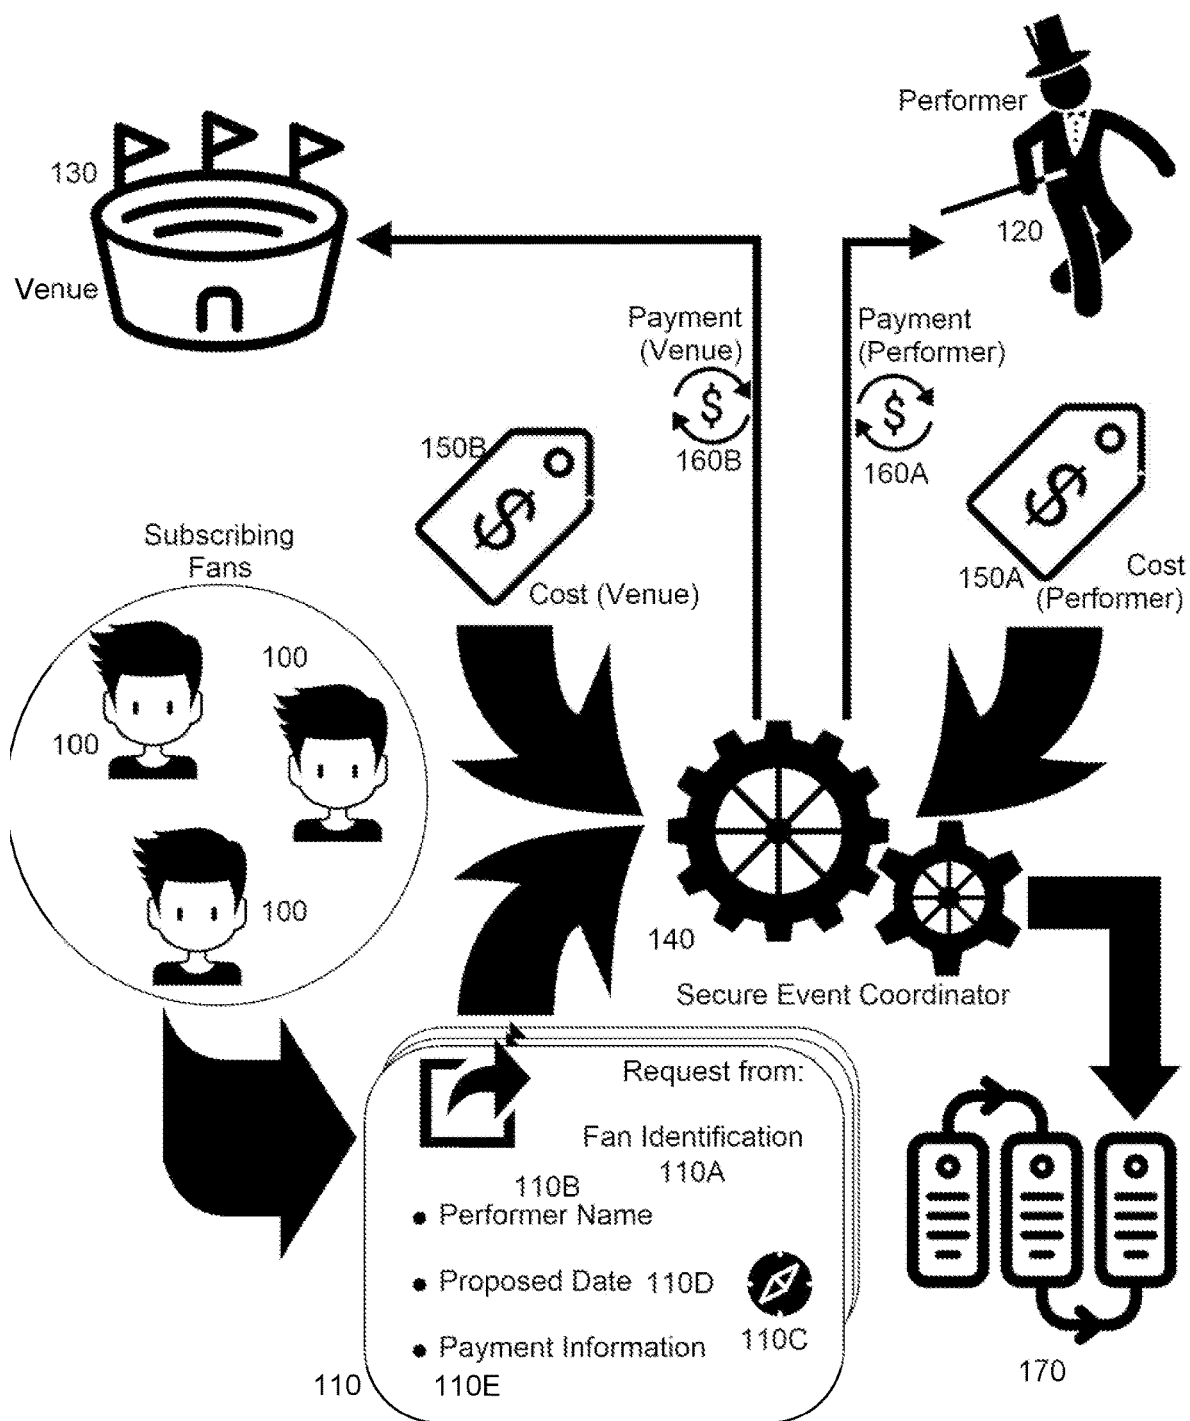 Performer
130
120
Venue
Payment
(Venue)
$
160B
Payment
(Performer)
$
160A
150B
$
Cost (Venue)
$
150A
Cost
(Performer)
Subscribing
Fans
100
100
100
140
Secure Event Coordinator
Request from:
Fan Identification
110A
110B
• Performer Name
• Proposed Date 110D
110C
• Payment Information
110
110E
170